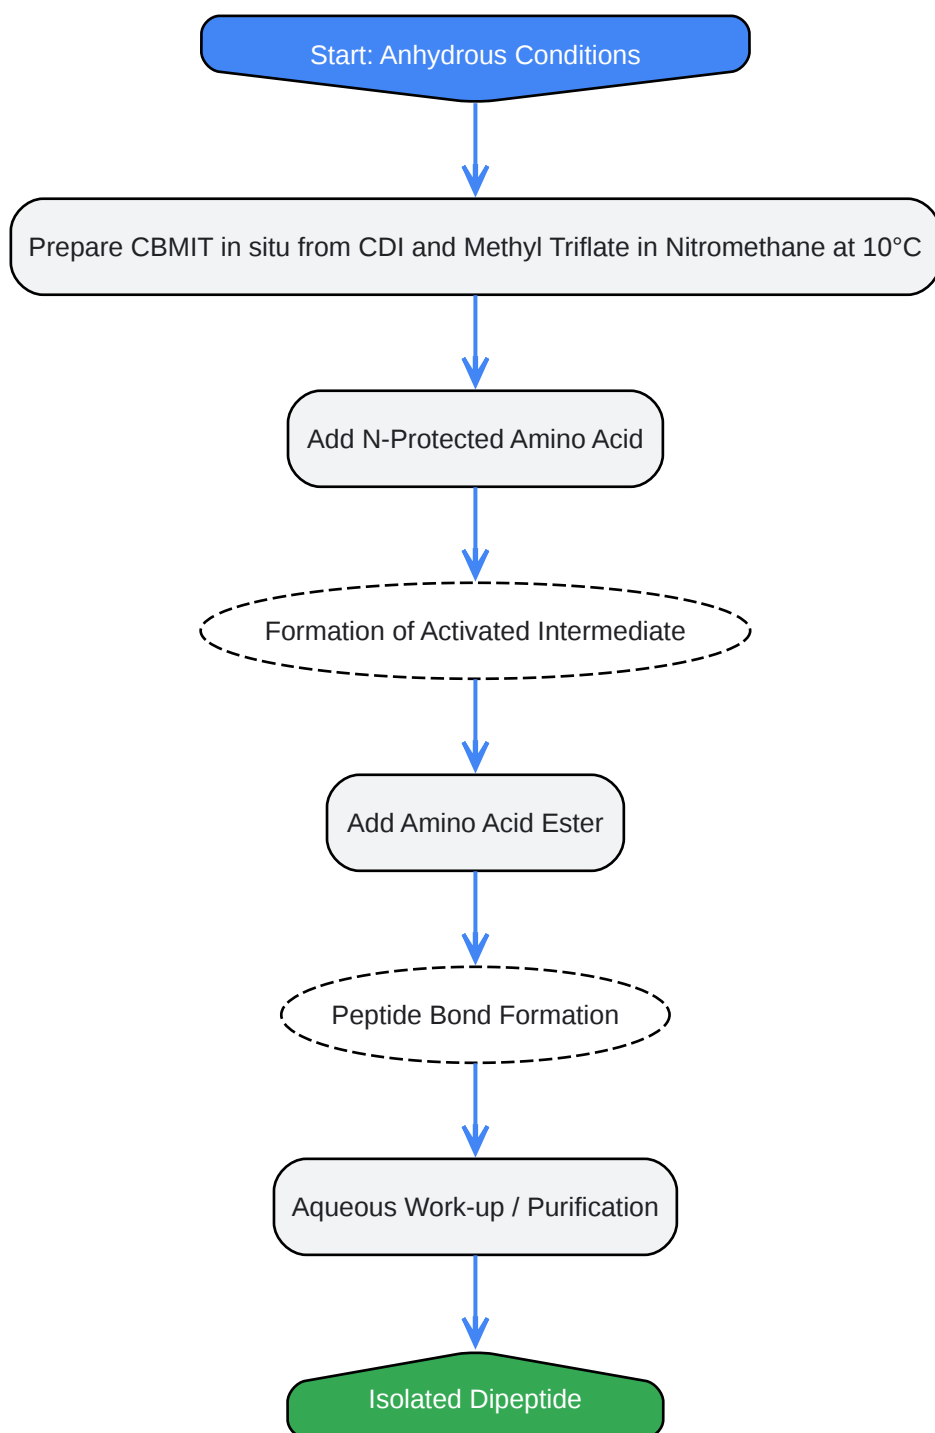 Start: Anhydrous Conditions
Prepare CBMIT in situ from CDI and Methyl Triflate in Nitromethane at 10°C
Add N-Protected Amino Acid
Formation of Activated Intermediate
Add Amino Acid Ester
Peptide Bond Formation
Aqueous Work-up / Purification
Isolated Dipeptide